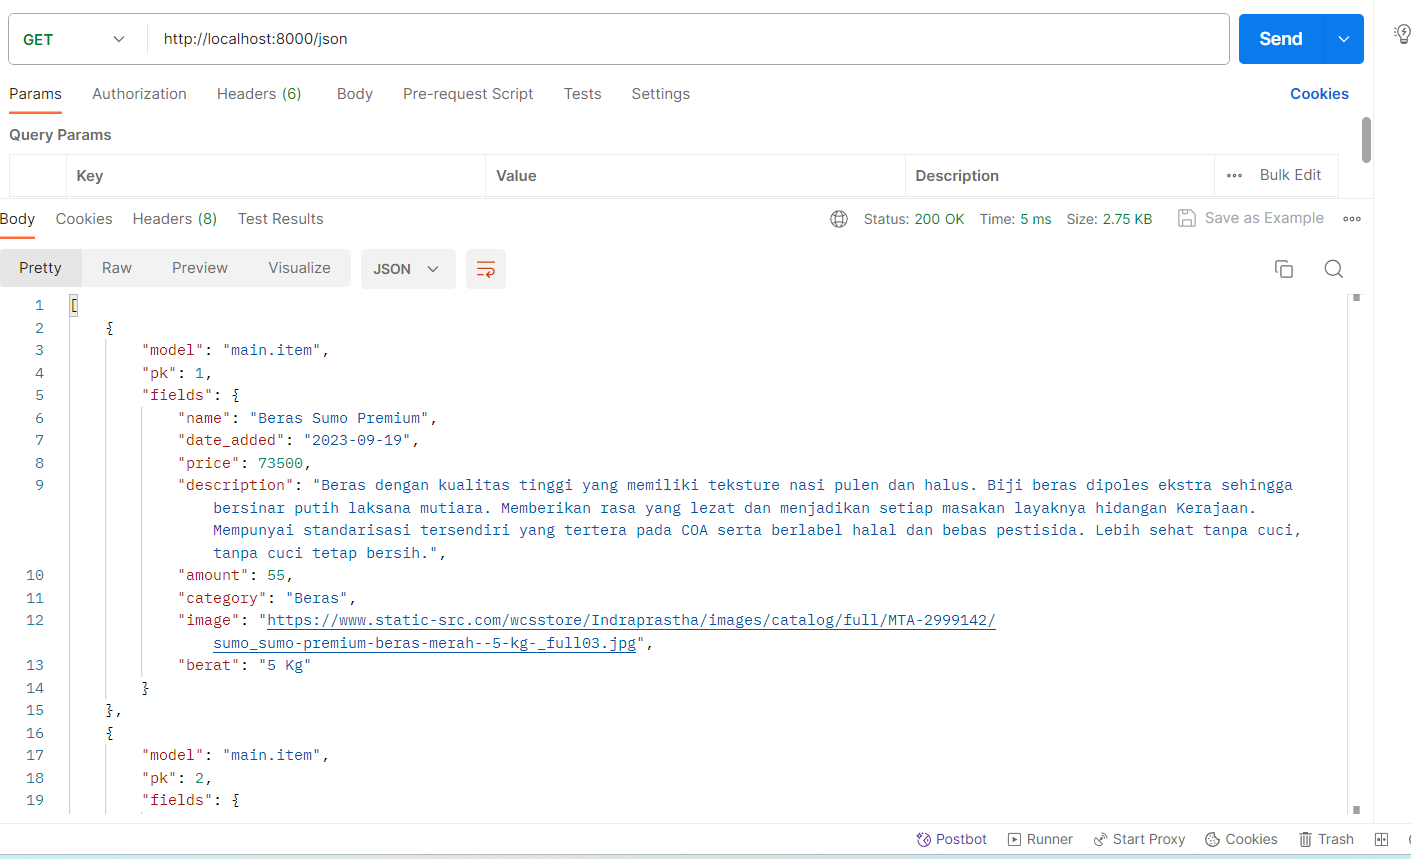 GET http://localhost:8000/json Send
Params Authorization Headers (6) Body Pre-request Script Tests Settings Cookies
Query Params
Key Value Description Bulk Edit
Body Cookies Headers (8) Test Results Status: 200 OK Time: 5 ms Size: 2.75 KB Save as Example
Pretty Raw Preview Visualize JSON
1 [
2 {
3 "model": "main.item",
4 "pk": 1,
5 "fields": {
6 "name": "Beras Sumo Premium",
7 "date_added": "2023-09-19",
8 "price": 73500,
9 "description": "Beras dengan kualitas tinggi yang memiliki teksture nasi pulen dan halus. Biji beras dipoles ekstra sehingga
bersinar putih laksana mutiara. Memberikan rasa yang lezat dan menjadikan setiap masakan layaknya hidangan Kerajaan.
Mempunyai standarisasi tersendiri yang tertera pada COA serta berlabel halal dan bebas pestisida. Lebih sehat tanpa cuci,
tanpa cuci tetap bersih.",
10 "amount": 55,
11 "category": "Beras",
12 "image": "https://www.static-src.com/wcsstore/Indraprastha/images/catalog/full/MTA-2999142/
sumo_sumo-premium-beras-merah--5-kg-_full03.jpg",
13 "berat": "5 Kg"
14 }
15 },
16 {
17 "model": "main.item",
18 "pk": 2,
19 "fields": {
Postbot Runner Start Proxy Cookies Trash